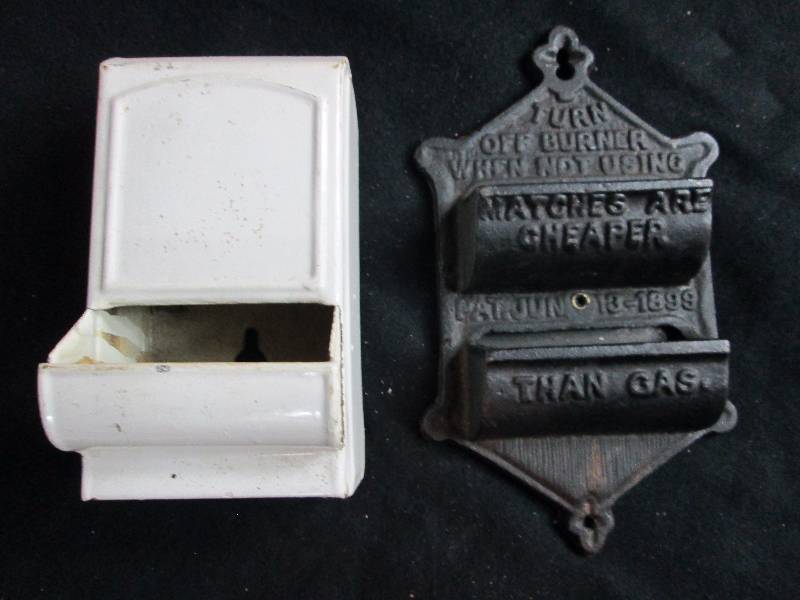 TURN
OFF BURNER
WHEN NOT USING
MATCHES ARE
CHEAPER
PAT. JUN 13-1899
THAN GAS.